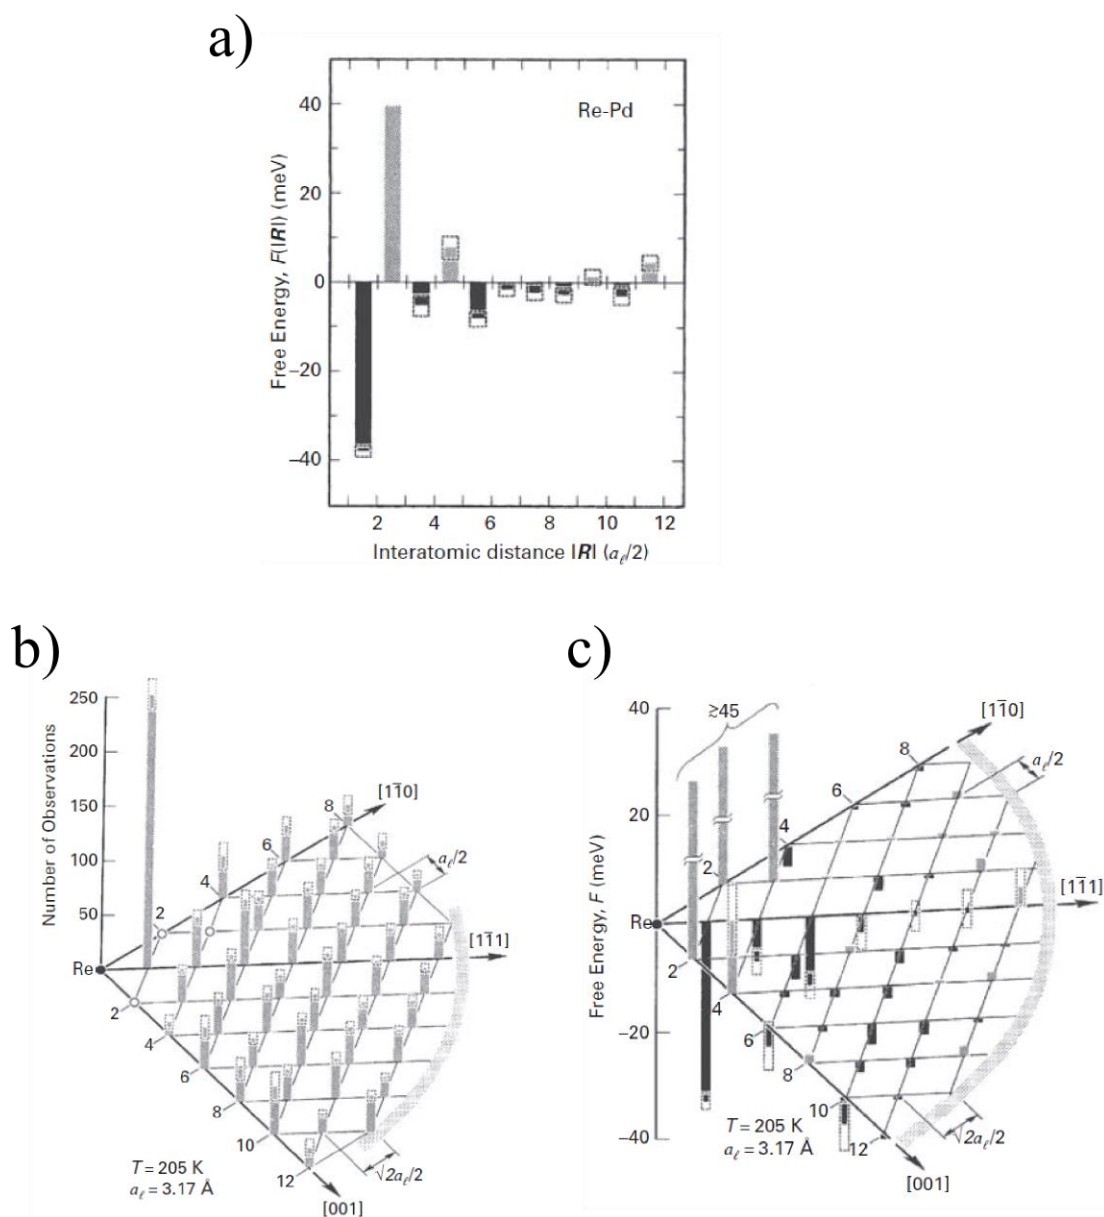 a)
Re-Pd
Free Energy, F(|R|) (meV)
40
20
0
−20
−40
2 4 6 8 10 12
Interatomic distance |R| (aℓ/2)
b)
Number of Observations
250
200
150
100
50
Re
2
4
6
8
[11̄0]
aℓ/2
[11̄1]
2
4
6
8
10
12
√2aℓ/2
[001]
T = 205 K
aℓ = 3.17 Å
c)
Free Energy, F (meV)
40
20
Re
−20
−40
≳45
2
4
6
8
[11̄0]
aℓ/2
[11̄1]
2
4
6
8
10
12
√2aℓ/2
[001]
T = 205 K
aℓ = 3.17 Å